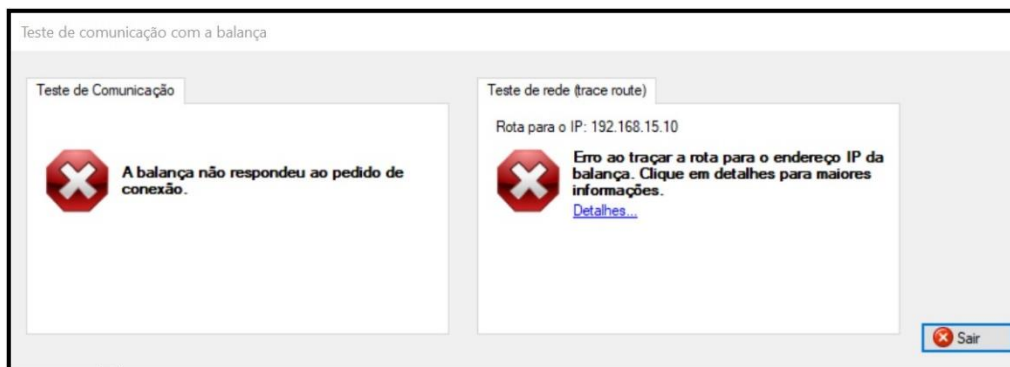 Teste de comunicação com a balança
Teste de Comunicação
A balança não respondeu ao pedido de
conexão.
Teste de rede (trace route)
Rota para o IP: 192.168.15.10
Erro ao traçar a rota para o endereço IP da
balança. Clique em detalhes para maiores
informações.
Detalhes...
Sair